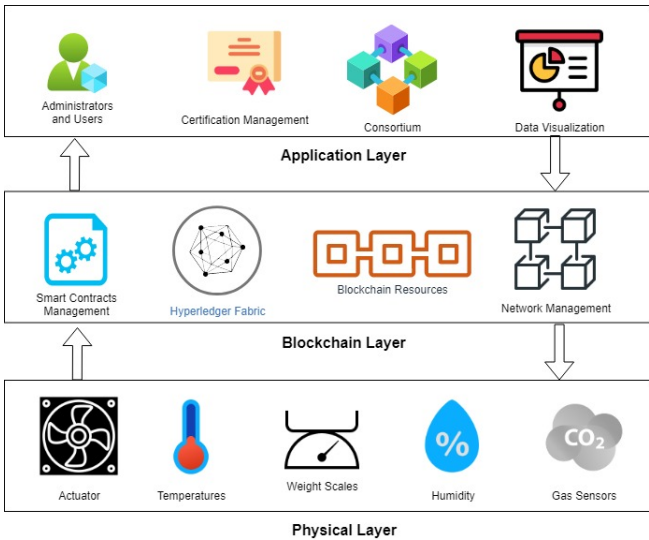 Administrators
and Users
Certification Management
Consortium
Data Visualization
Application Layer
Smart Contracts
Management
Hyperledger Fabric
Blockchain Resources
Network Management
Blockchain Layer
Actuator
Temperatures
Weight Scales
%
Humidity
CO₂
Gas Sensors
Physical Layer